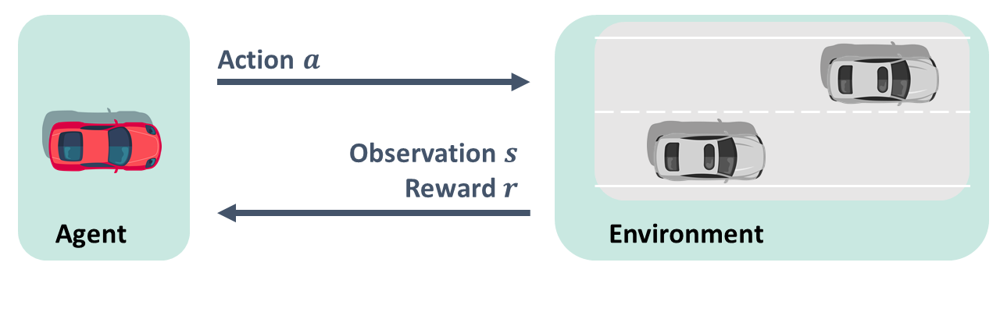 Action a
Observation s
Reward r
Agent
Environment